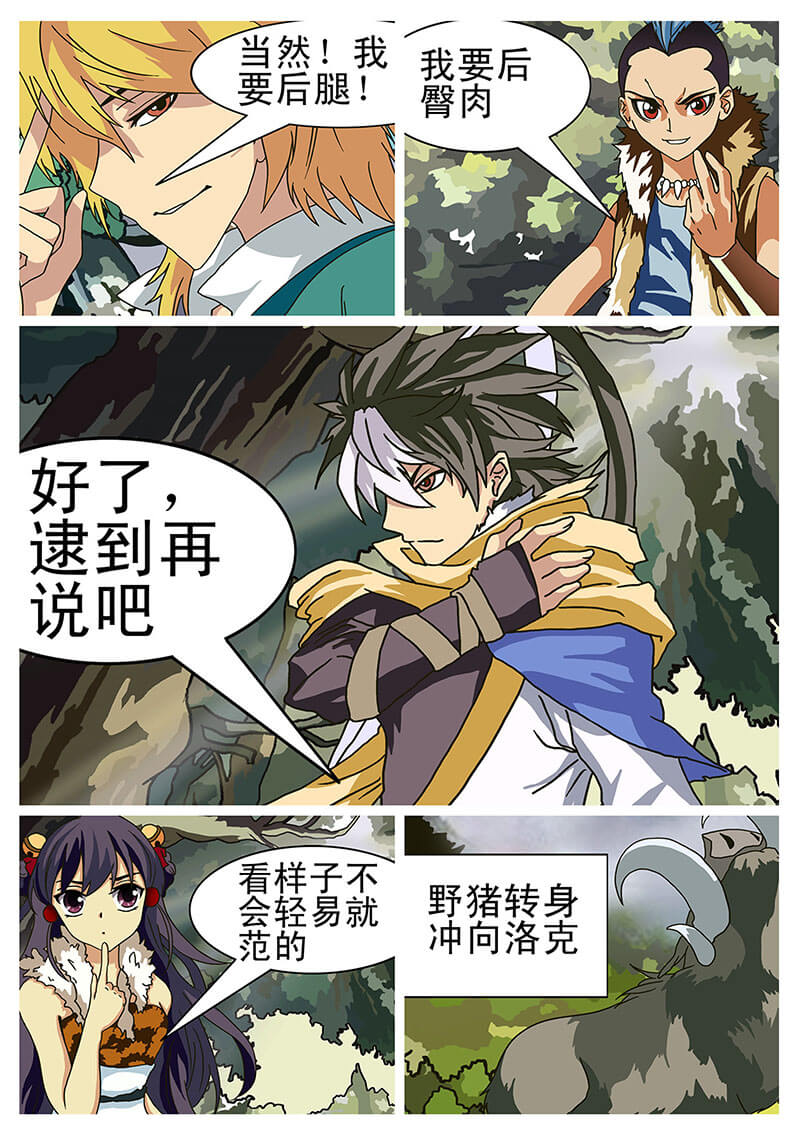 当然！我
要后腿！
我要后
臀肉
好了，
逮到再
说吧
看样子不
会轻易就
范的
野猪转身
冲向洛克